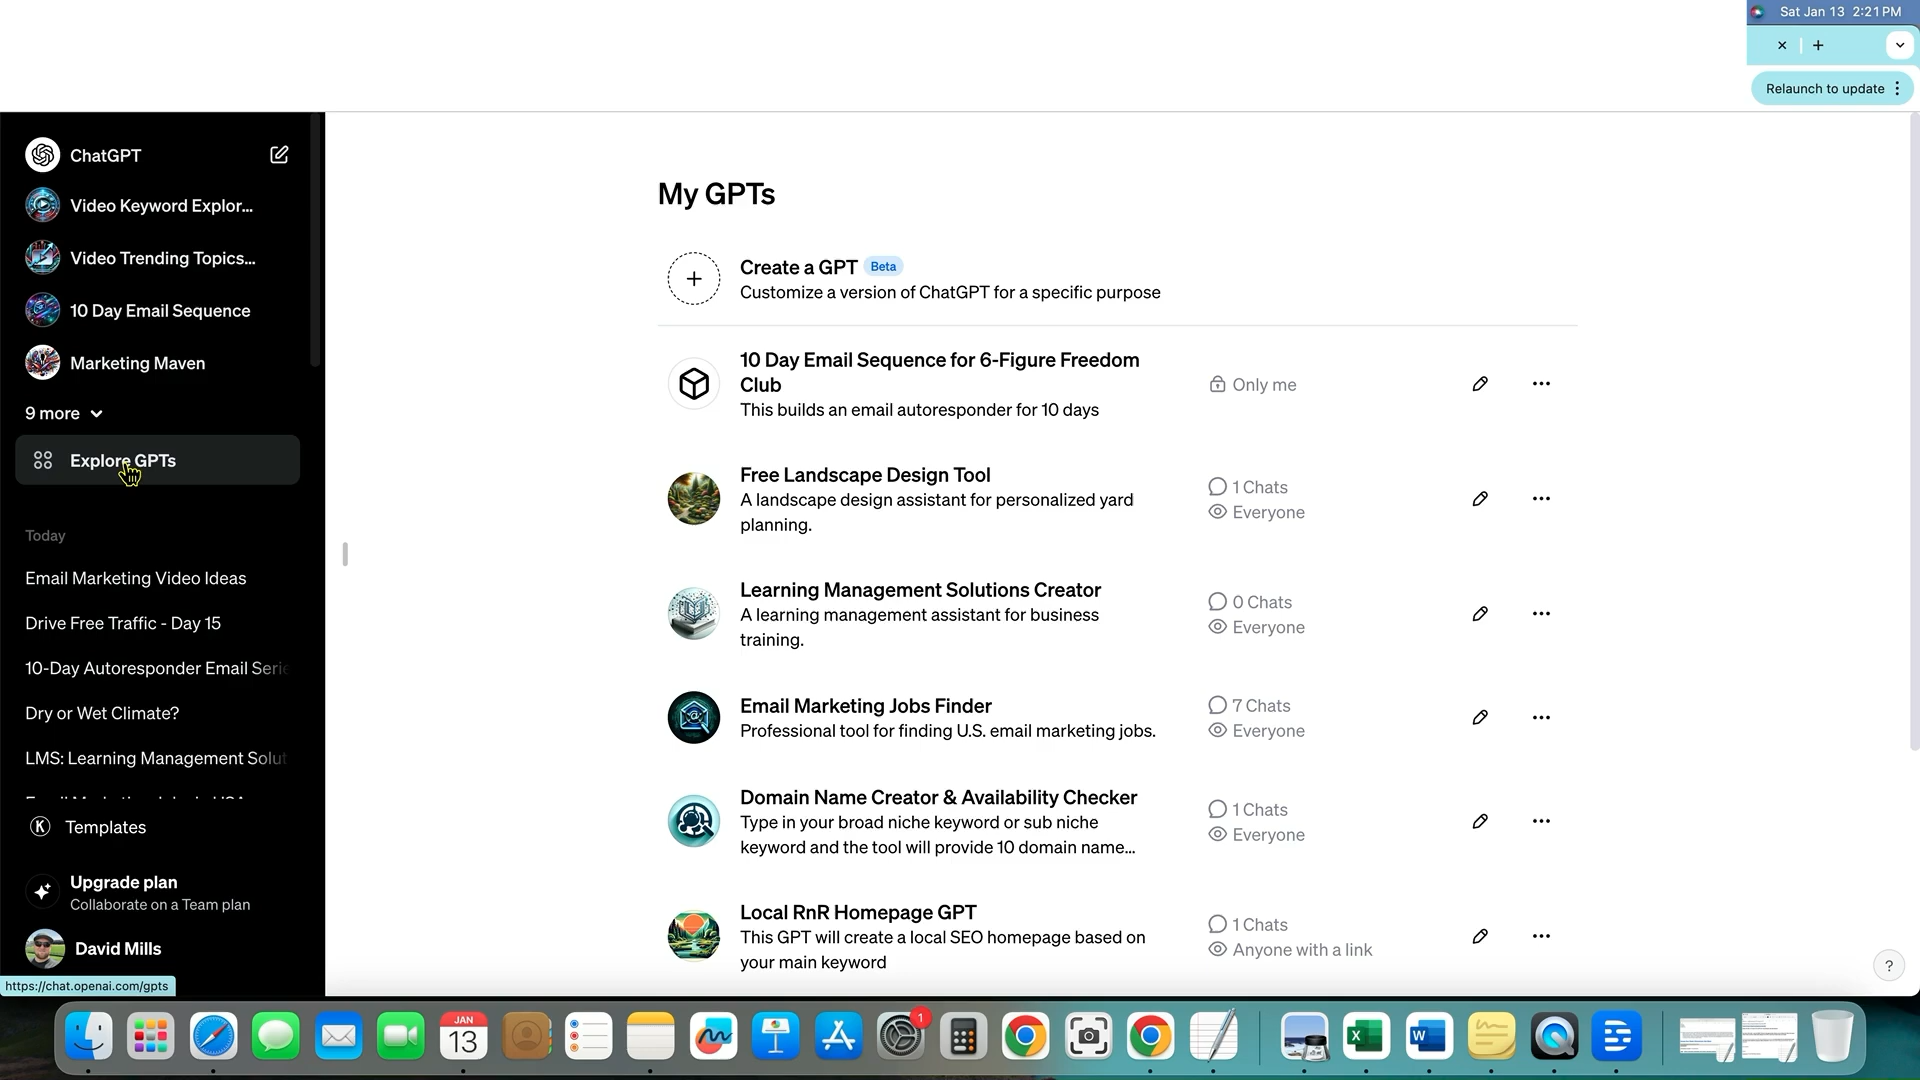 Sat Jan 13 2:21 PM
Relaunch to update
ChatGPT
Video Keyword Explor...
Video Trending Topics...
10 Day Email Sequence
Marketing Maven
9 more
Explore GPTs
Today
Email Marketing Video Ideas
Drive Free Traffic - Day 15
10-Day Autoresponder Email Serie
Dry or Wet Climate?
LMS: Learning Management Solut
K Templates
Upgrade plan
Collaborate on a Team plan
David Mills
https://chat.openai.com/gpts
My GPTs
Create a GPT Beta
Customize a version of ChatGPT for a specific purpose
10 Day Email Sequence for 6-Figure Freedom
Club
This builds an email autoresponder for 10 days
Only me
Free Landscape Design Tool
A landscape design assistant for personalized yard
planning.
1 Chats
Everyone
Learning Management Solutions Creator
A learning management assistant for business
training.
0 Chats
Everyone
Email Marketing Jobs Finder
Professional tool for finding U.S. email marketing jobs.
7 Chats
Everyone
Domain Name Creator & Availability Checker
Type in your broad niche keyword or sub niche
keyword and the tool will provide 10 domain name...
1 Chats
Everyone
Local RnR Homepage GPT
This GPT will create a local SEO homepage based on
your main keyword
1 Chats
Anyone with a link
?
JAN
13
1
X
W